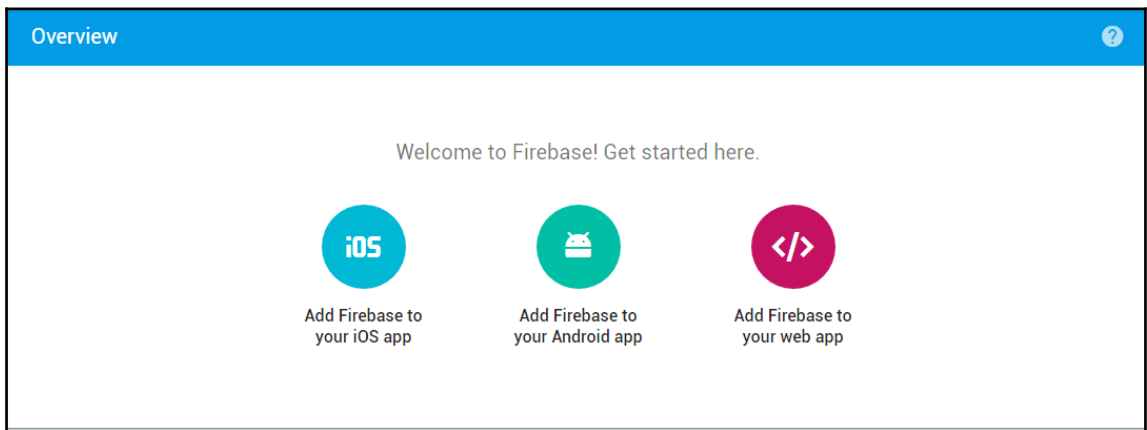 Overview
Welcome to Firebase! Get started here.
iOS
</>
Add Firebase to
your iOS app
Add Firebase to
your Android app
Add Firebase to
your web app